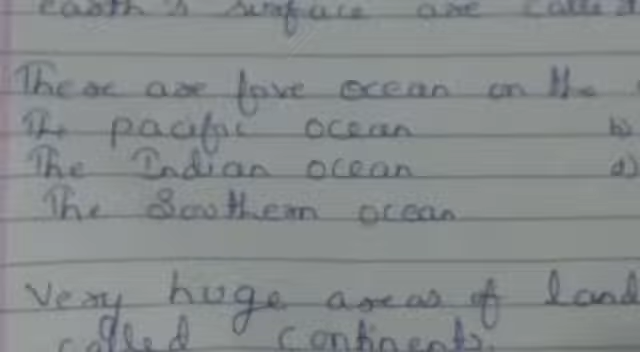 earth's surface are called
There are five ocean on the
The pacific ocean b)
The Indian ocean d)
The Southern ocean
Very huge areas of land
called continents.